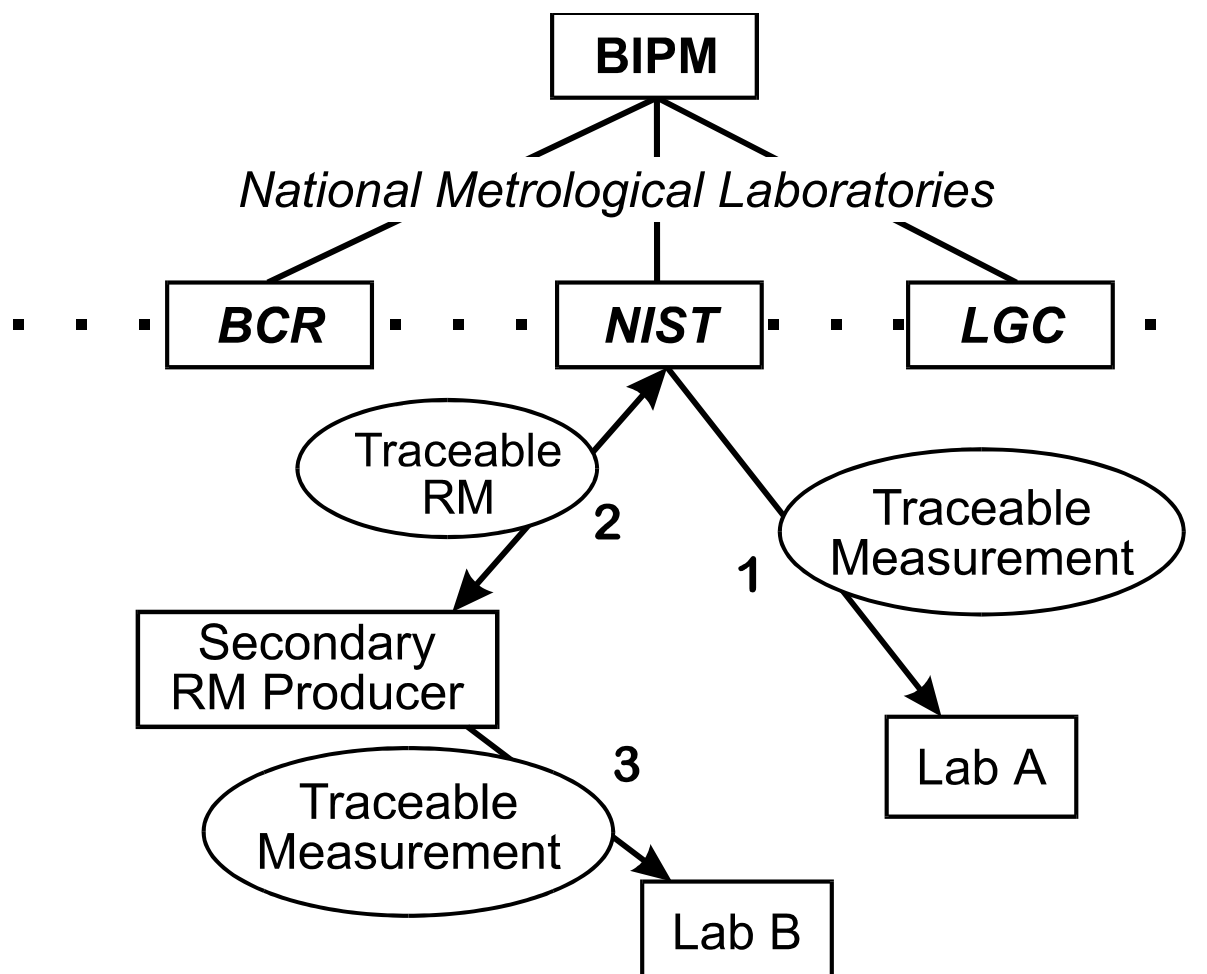 BIPM
National Metrological Laboratories
BCR
NIST
LGC
Traceable
RM
2
Traceable
Measurement
1
Secondary
RM Producer
Lab A
3
Traceable
Measurement
Lab B